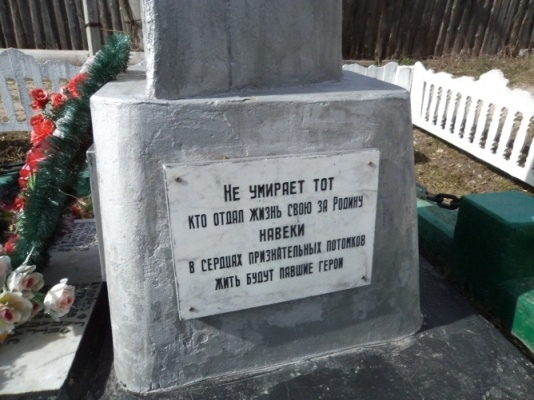 Не умирает тот
кто отдал жизнь свою за Родину
навеки
в сердцах признательных потомков
жить будут павшие герои